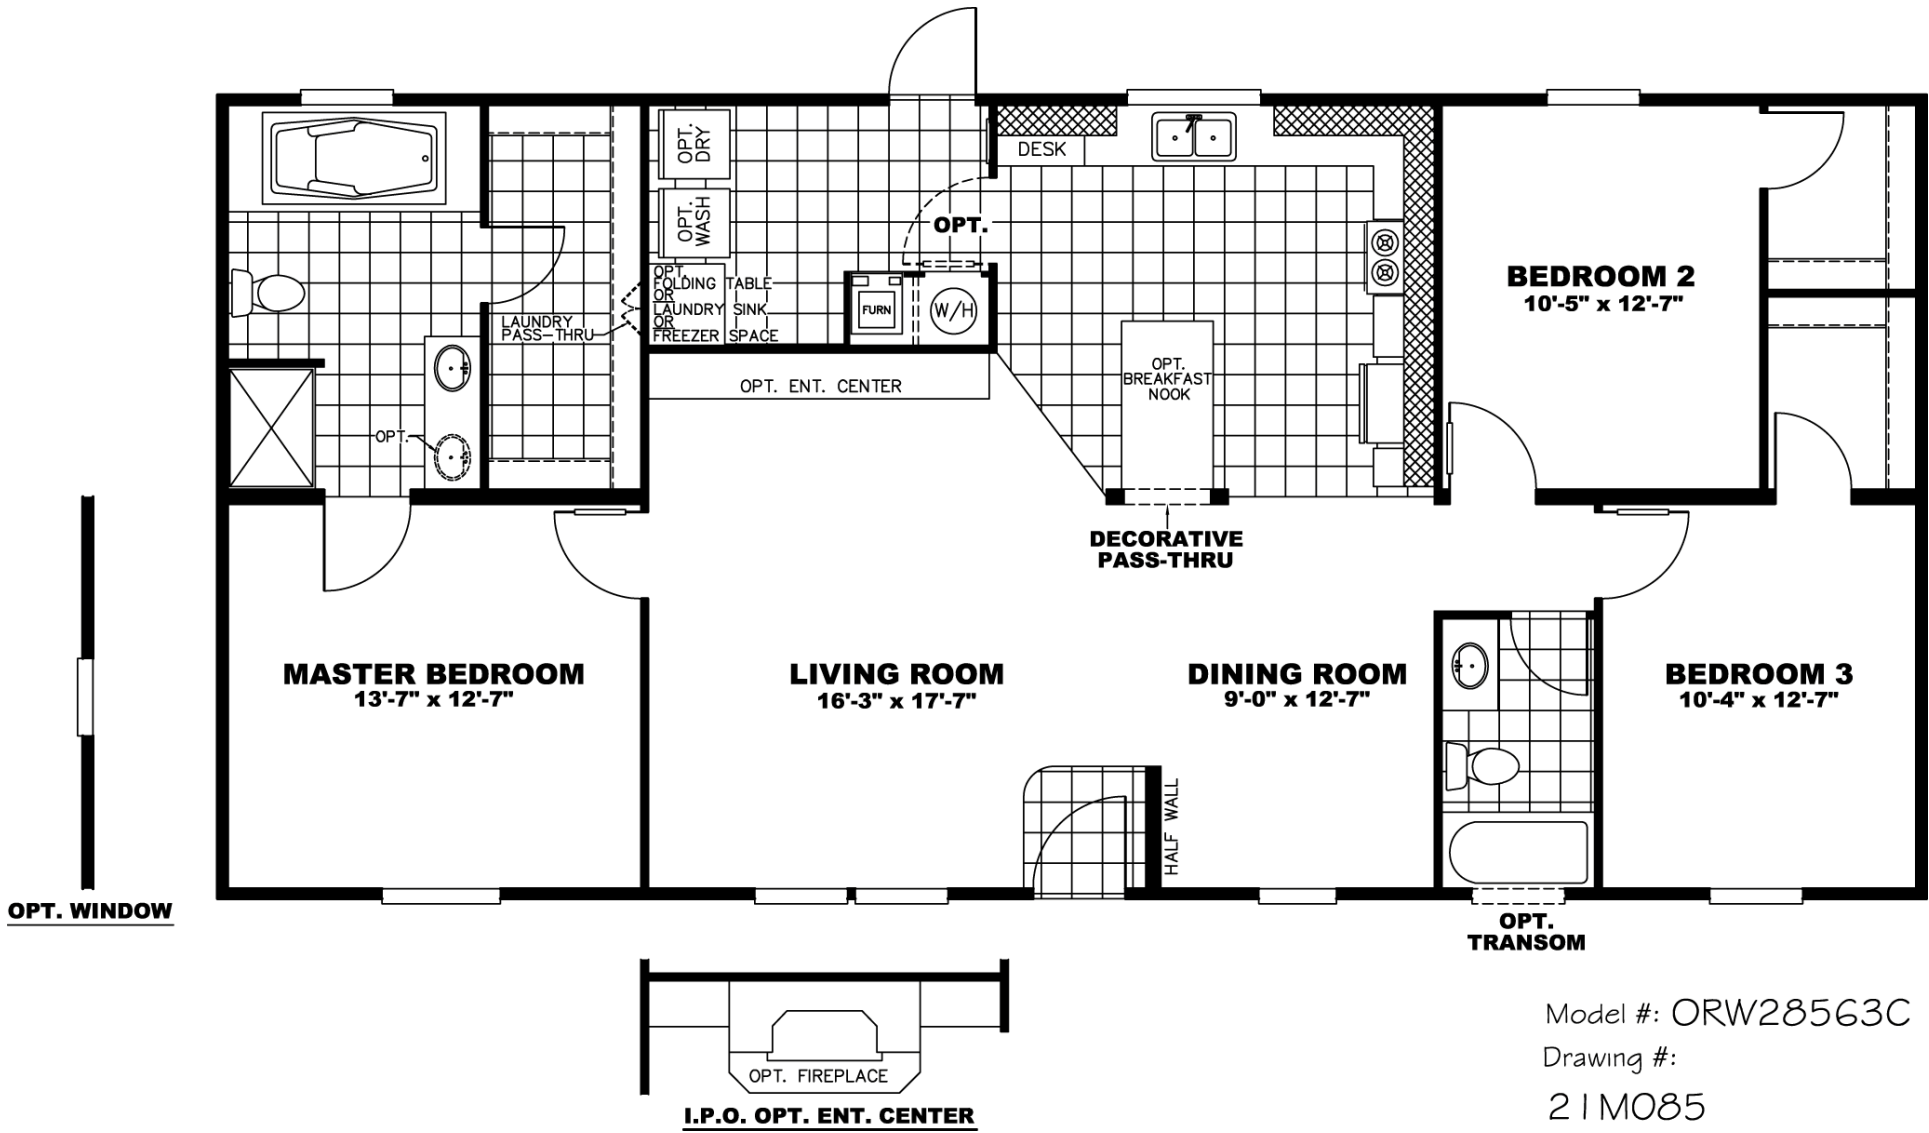 OPT.
DRY
OPT.
WASH
DESK
OPT.
OPT.
FOLDING TABLE
OR
LAUNDRY SINK
OR
FREEZER SPACE
LAUNDRY
PASS-THRU
FURN
W/H
BEDROOM 2
10'-5" x 12'-7"
OPT. ENT. CENTER
OPT.
BREAKFAST
NOOK
OPT.
DECORATIVE
PASS-THRU
MASTER BEDROOM
13'-7" x 12'-7"
LIVING ROOM
16'-3" x 17'-7"
DINING ROOM
9'-0" x 12'-7"
BEDROOM 3
10'-4" x 12'-7"
HALF WALL
OPT. WINDOW
OPT.
TRANSOM
OPT. FIREPLACE
I.P.O. OPT. ENT. CENTER
Model #: ORW28563C
Drawing #:
21M085